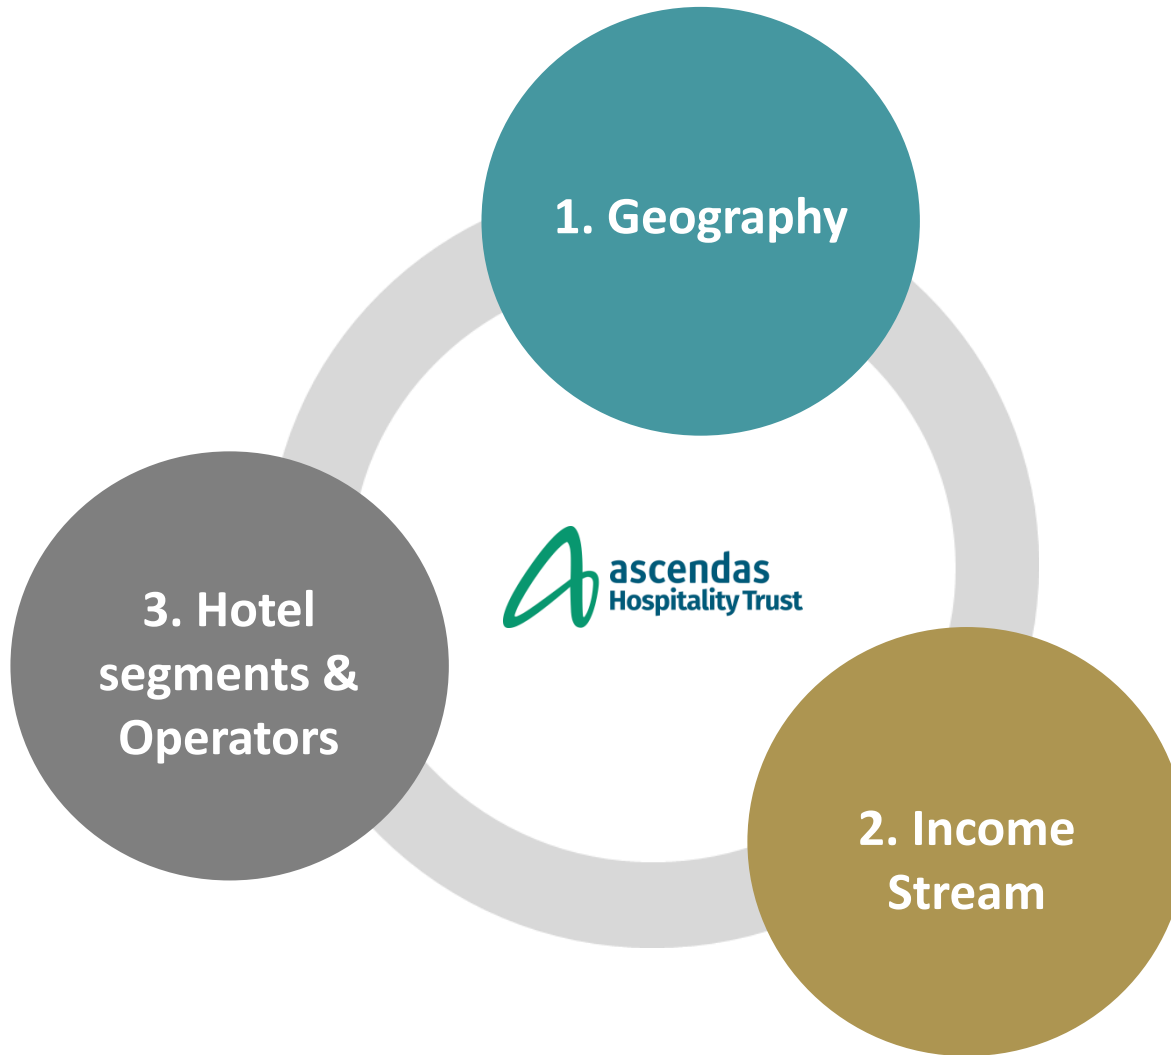 1. Geography
ascendas
Hospitality Trust
3. Hotel
segments &
Operators
2. Income
Stream